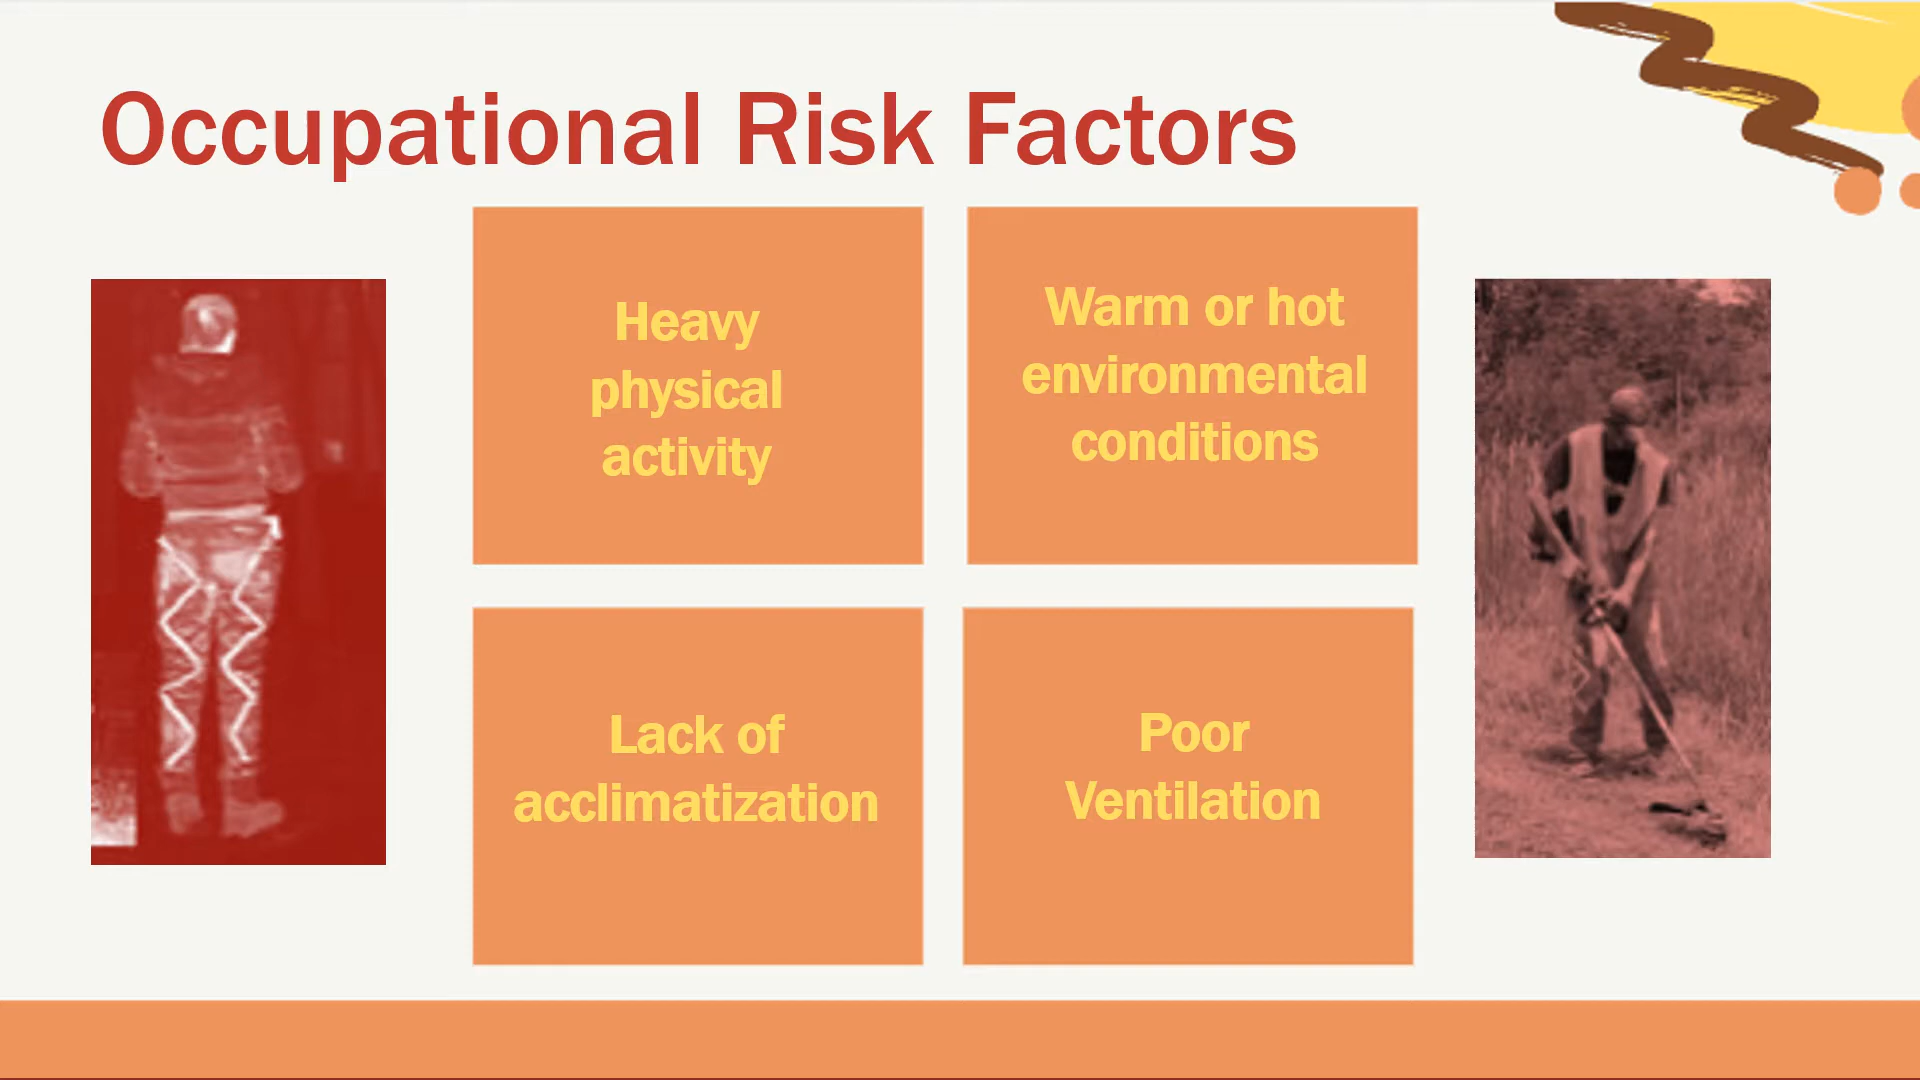 Occupational Risk Factors
Heavy
physical
activity
Warm or hot
environmental
conditions
Lack of
acclimatization
Poor
Ventilation